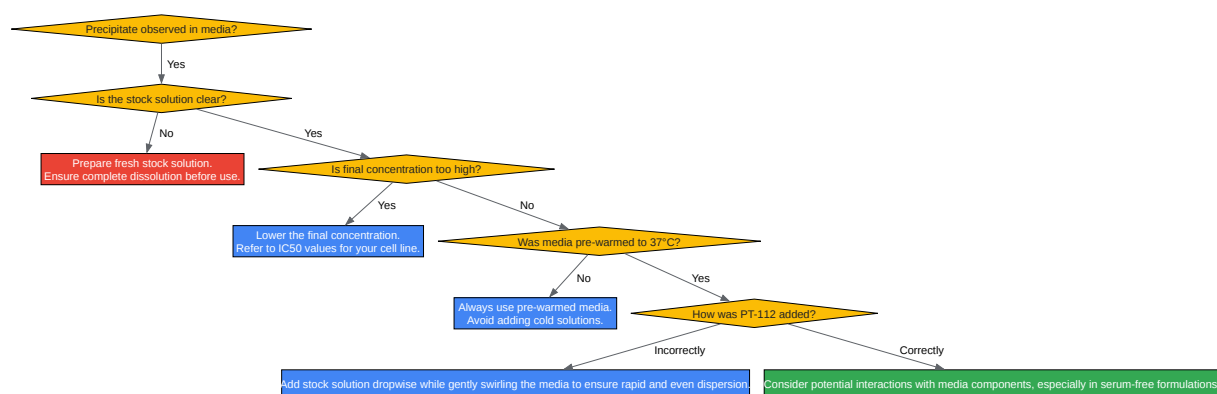 Precipitate observed in media?
Yes
Is the stock solution clear?
No
Yes
Prepare fresh stock solution.
Ensure complete dissolution before use.
Is final concentration too high?
Yes
No
Lower the final concentration.
Refer to IC50 values for your cell line.
Was media pre-warmed to 37°C?
No
Yes
Always use pre-warmed media.
Avoid adding cold solutions.
How was PT-112 added?
Incorrectly
Correctly
Add stock solution dropwise while gently swirling the media to ensure rapid and even dispersion.
Consider potential interactions with media components, especially in serum-free formulations